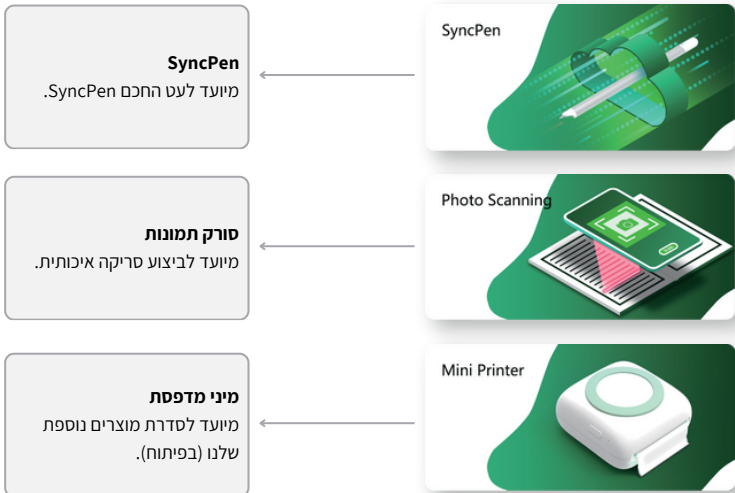 SyncPen
SyncPen
מיועד לעט החכם SyncPen.
Photo Scanning
סורק תמונות
מיועד לביצוע סריקה איכותית.
Mini Printer
מיני מדפסת
מיועד לסדרת מוצרים נוספת
שלנו (בפיתוח).